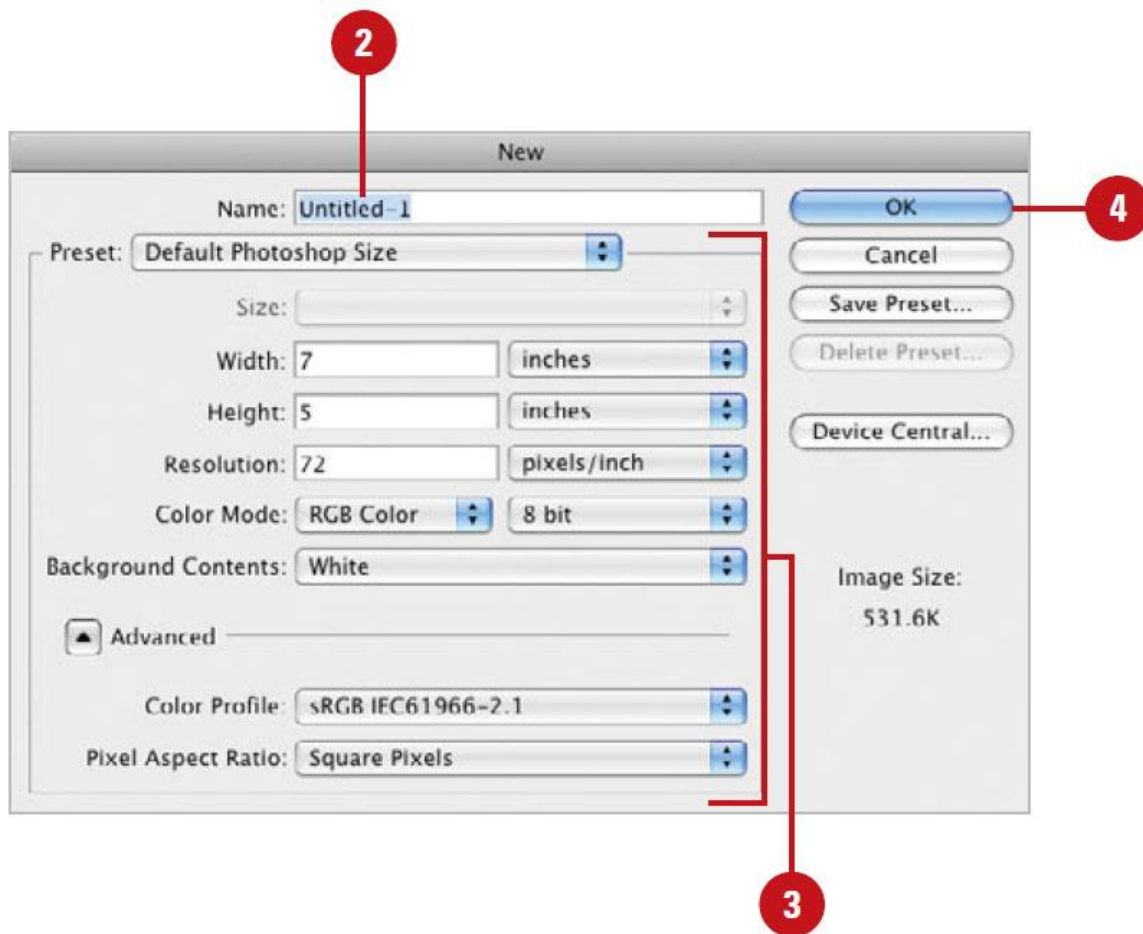 2
New
Name: Untitled-1
OK
4
Preset: Default Photoshop Size
Cancel
Size:
Save Preset...
Width: 7 inches
Delete Preset...
Height: 5 inches
Device Central...
Resolution: 72 pixels/inch
Color Mode: RGB Color 8 bit
Background Contents: White
Image Size:
531.6K
Advanced
Color Profile: sRGB IEC61966-2.1
Pixel Aspect Ratio: Square Pixels
3